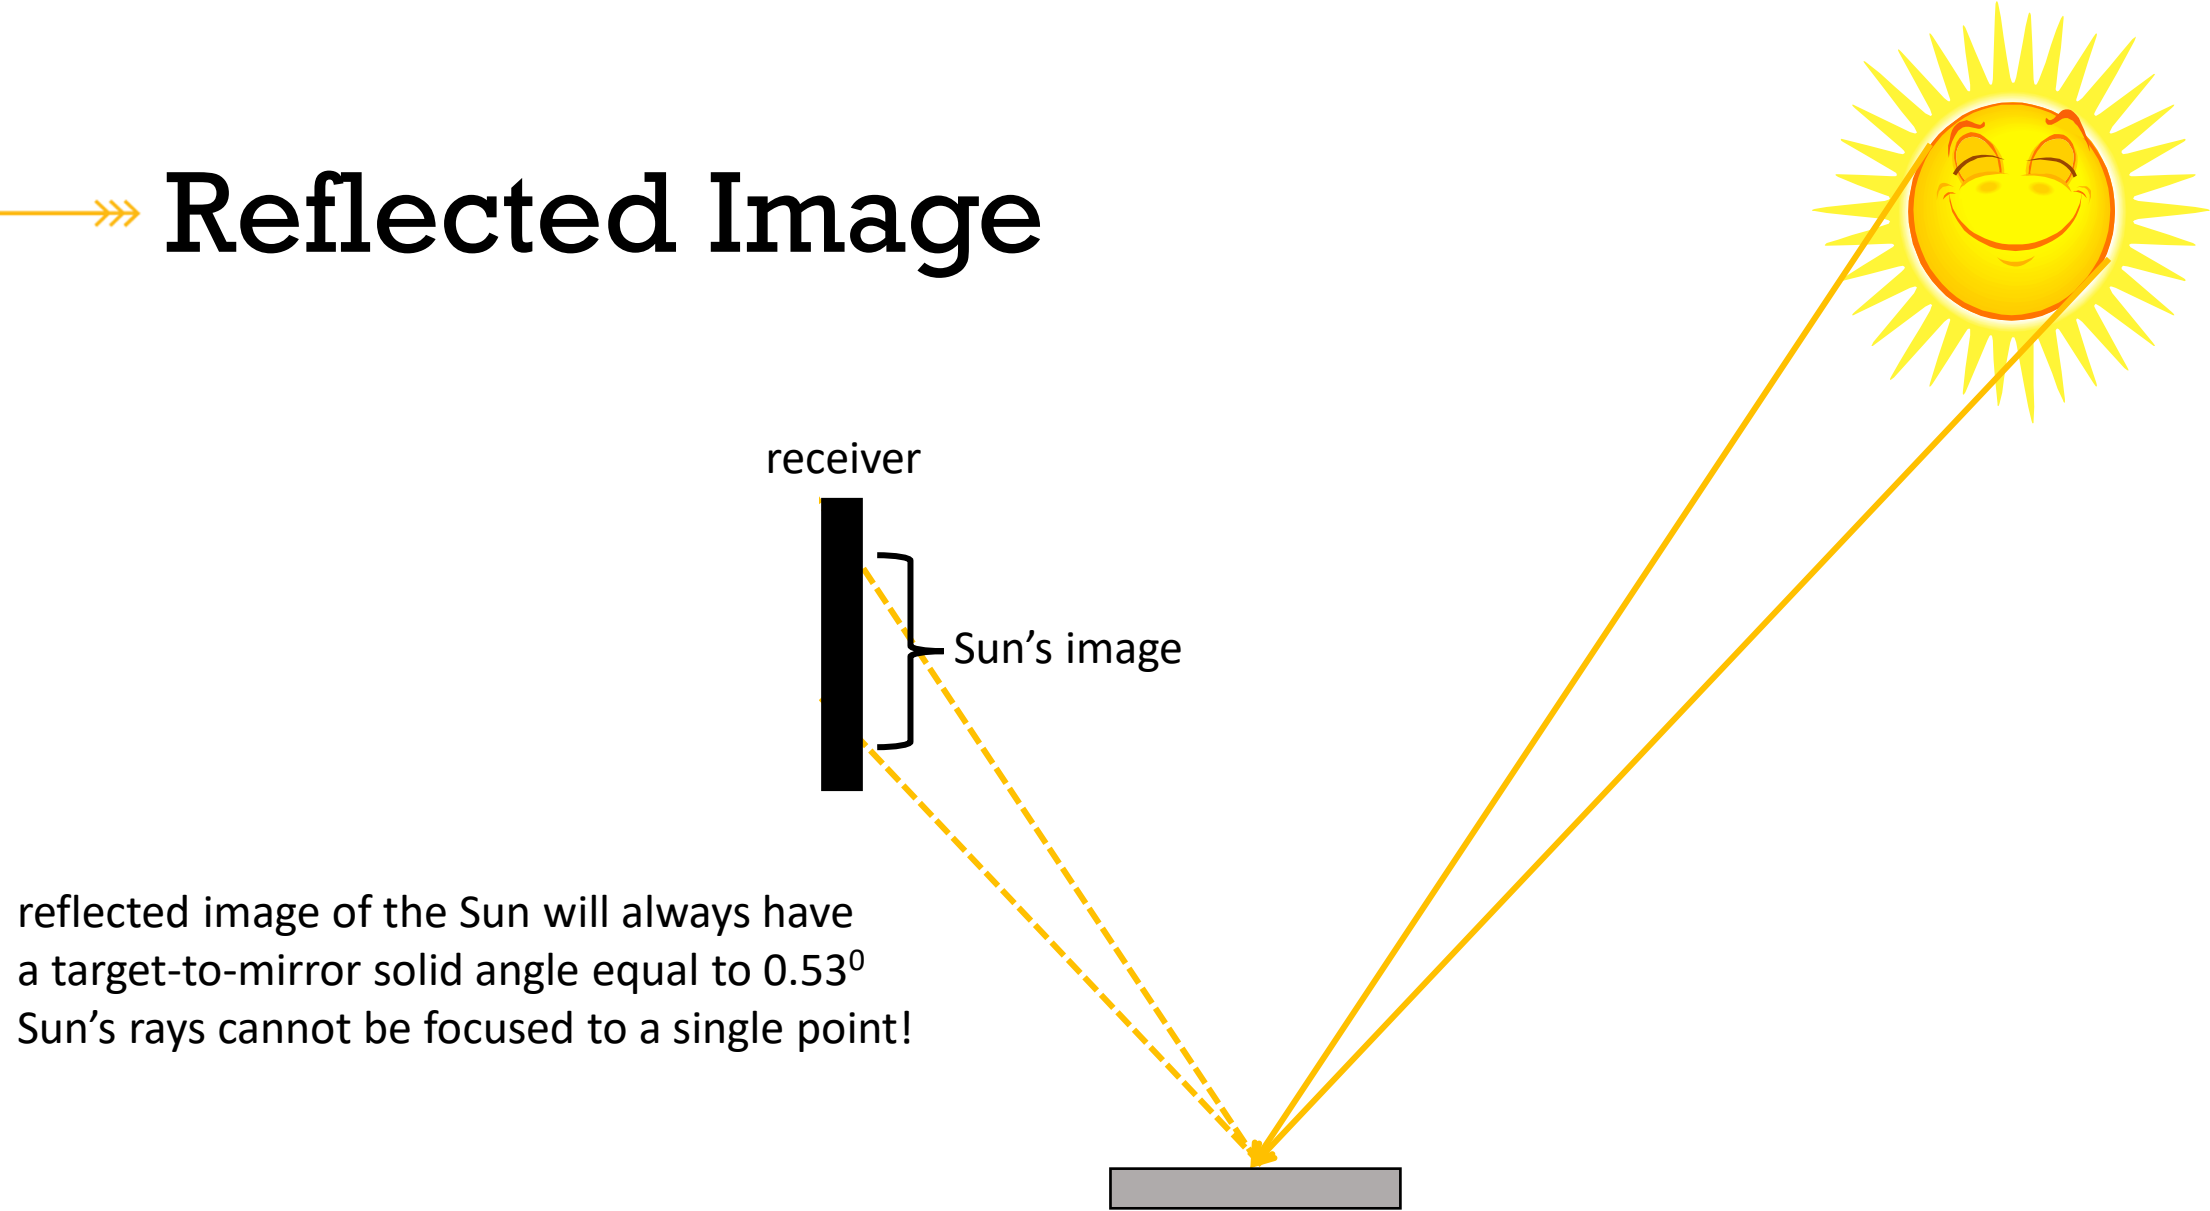 Reflected Image
receiver
Sun’s image
reflected image of the Sun will always have
a target-to-mirror solid angle equal to 0.53⁰
Sun’s rays cannot be focused to a single point!